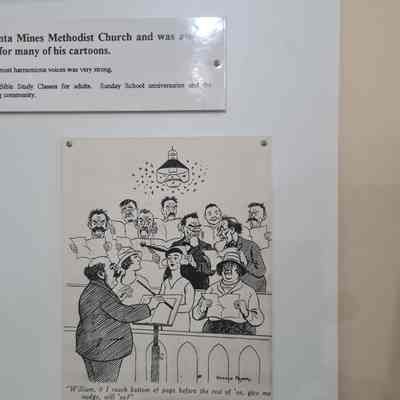 nta Mines Methodist Church and was
for many of his cartoons.
most harmonious voices was very strong.
Bible Study Classes for adults. Sunday School anniversaries and the
g community.
"William, if I reach bottom of page before the rest of 'ee, give me
nudge, will 'ee?"